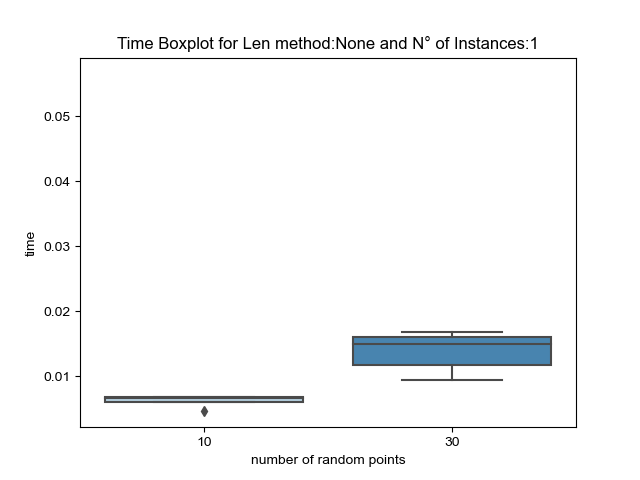 Time Boxplot for Len method:None and N° of Instances:1
0.05
0.04
0.03
0.02
0.01
time
10
30
number of random points